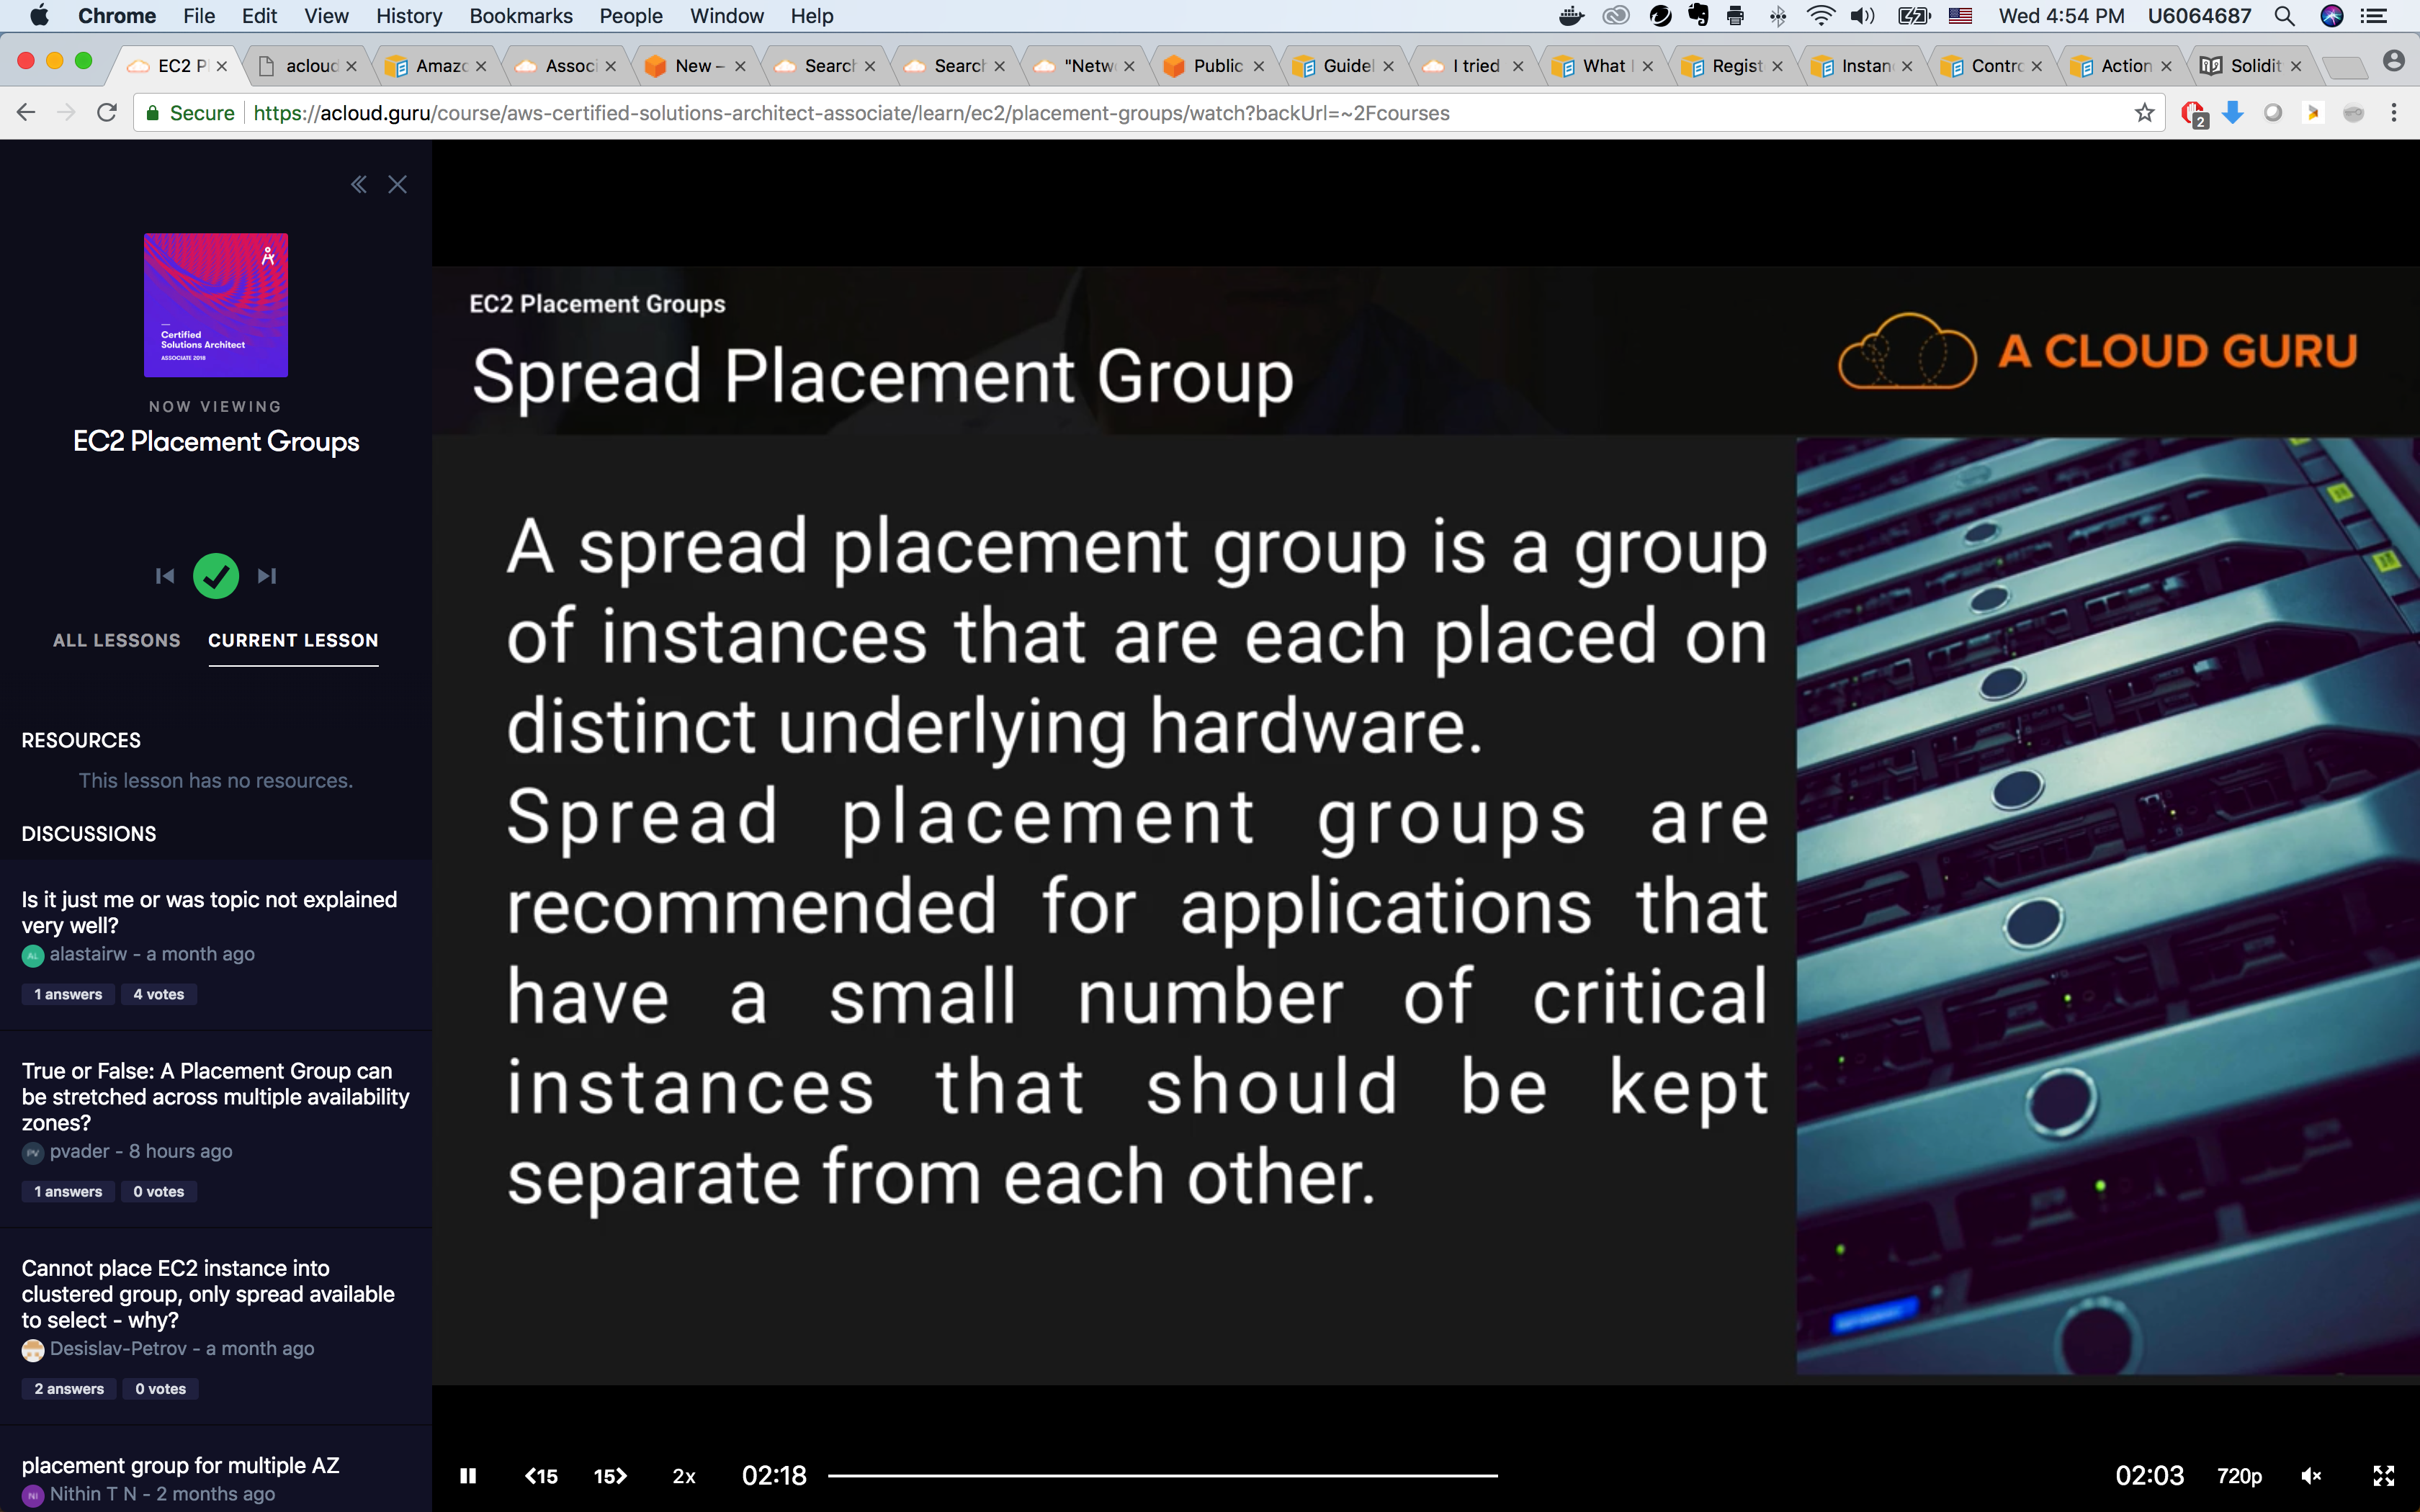 Chrome File Edit View History Bookmarks People Window Help Wed 4:54 PM U6064687
EC2 Pl acloud Amazo Associ New – Search Search "Netwo Public Guidel I tried What I Regist Instan Contro Action Solidit
Secure https://acloud.guru/course/aws-certified-solutions-architect-associate/learn/ec2/placement-groups/watch?backUrl=~2Fcourses 2
Certified
Solutions Architect
ASSOCIATE 2018
NOW VIEWING
EC2 Placement Groups
ALL LESSONS CURRENT LESSON
RESOURCES
This lesson has no resources.
DISCUSSIONS
Is it just me or was topic not explained
very well?
AL alastairw - a month ago
1 answers 4 votes
True or False: A Placement Group can
be stretched across multiple availability
zones?
PV pvader - 8 hours ago
1 answers 0 votes
Cannot place EC2 instance into
clustered group, only spread available
to select - why?
Desislav-Petrov - a month ago
2 answers 0 votes
placement group for multiple AZ
NI Nithin T N - 2 months ago
EC2 Placement Groups
Spread Placement Group
A CLOUD GURU
A spread placement group is a group
of instances that are each placed on
distinct underlying hardware.
Spread placement groups are
recommended for applications that
have a small number of critical
instances that should be kept
separate from each other.
15 15 2x 02:18 02:03 720p